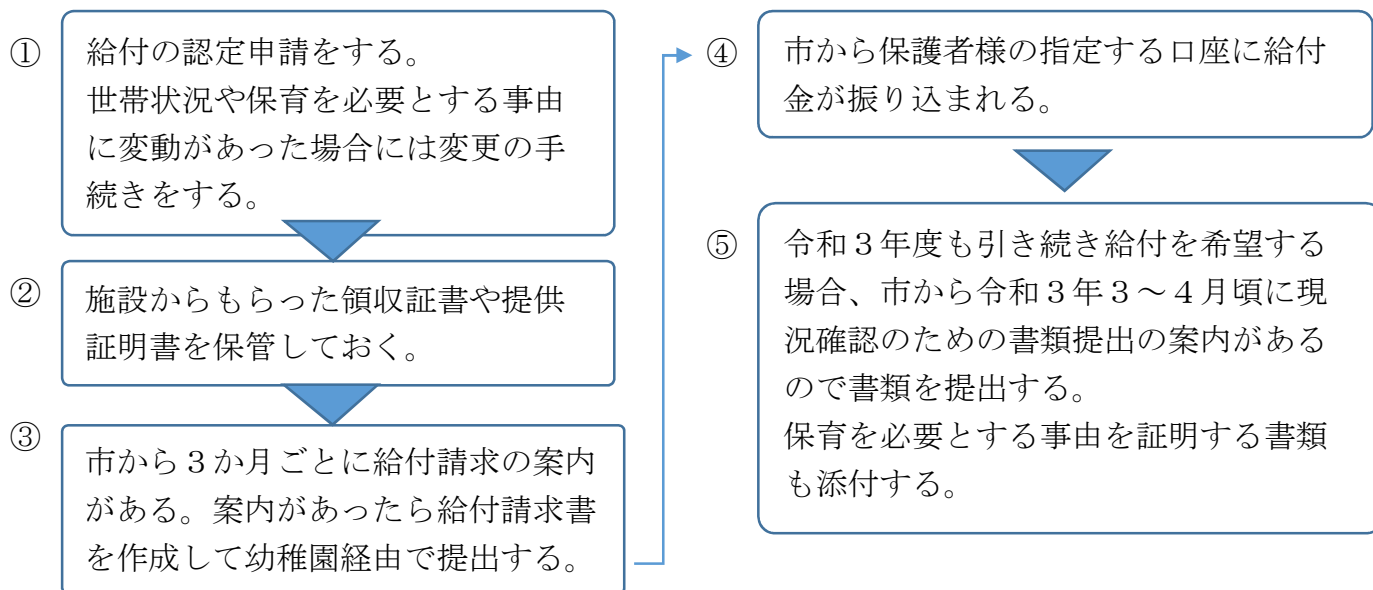 ①
給付の認定申請をする。
世帯状況や保育を必要とする事由
に変動があった場合には変更の手
続きをする。
②
施設からもらった領収証書や提供
証明書を保管しておく。
③
市から３か月ごとに給付請求の案内
がある。案内があったら給付請求書
を作成して幼稚園経由で提出する。
④
市から保護者様の指定する口座に給付
金が振り込まれる。
⑤
令和３年度も引き続き給付を希望する
場合、市から令和３年３～４月頃に現
況確認のための書類提出の案内がある
ので書類を提出する。
保育を必要とする事由を証明する書類
も添付する。